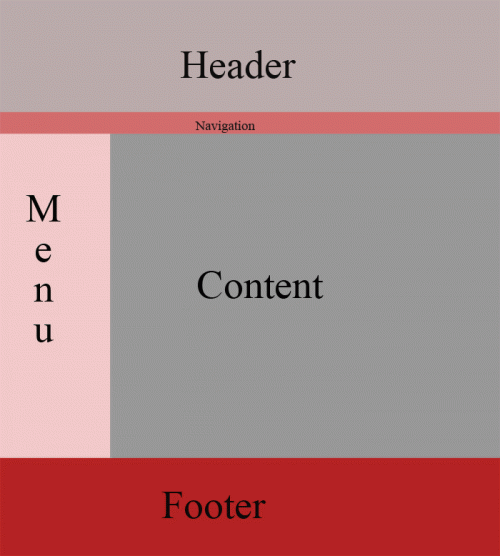 Header
Navigation
M
e
n
u
Content
Footer